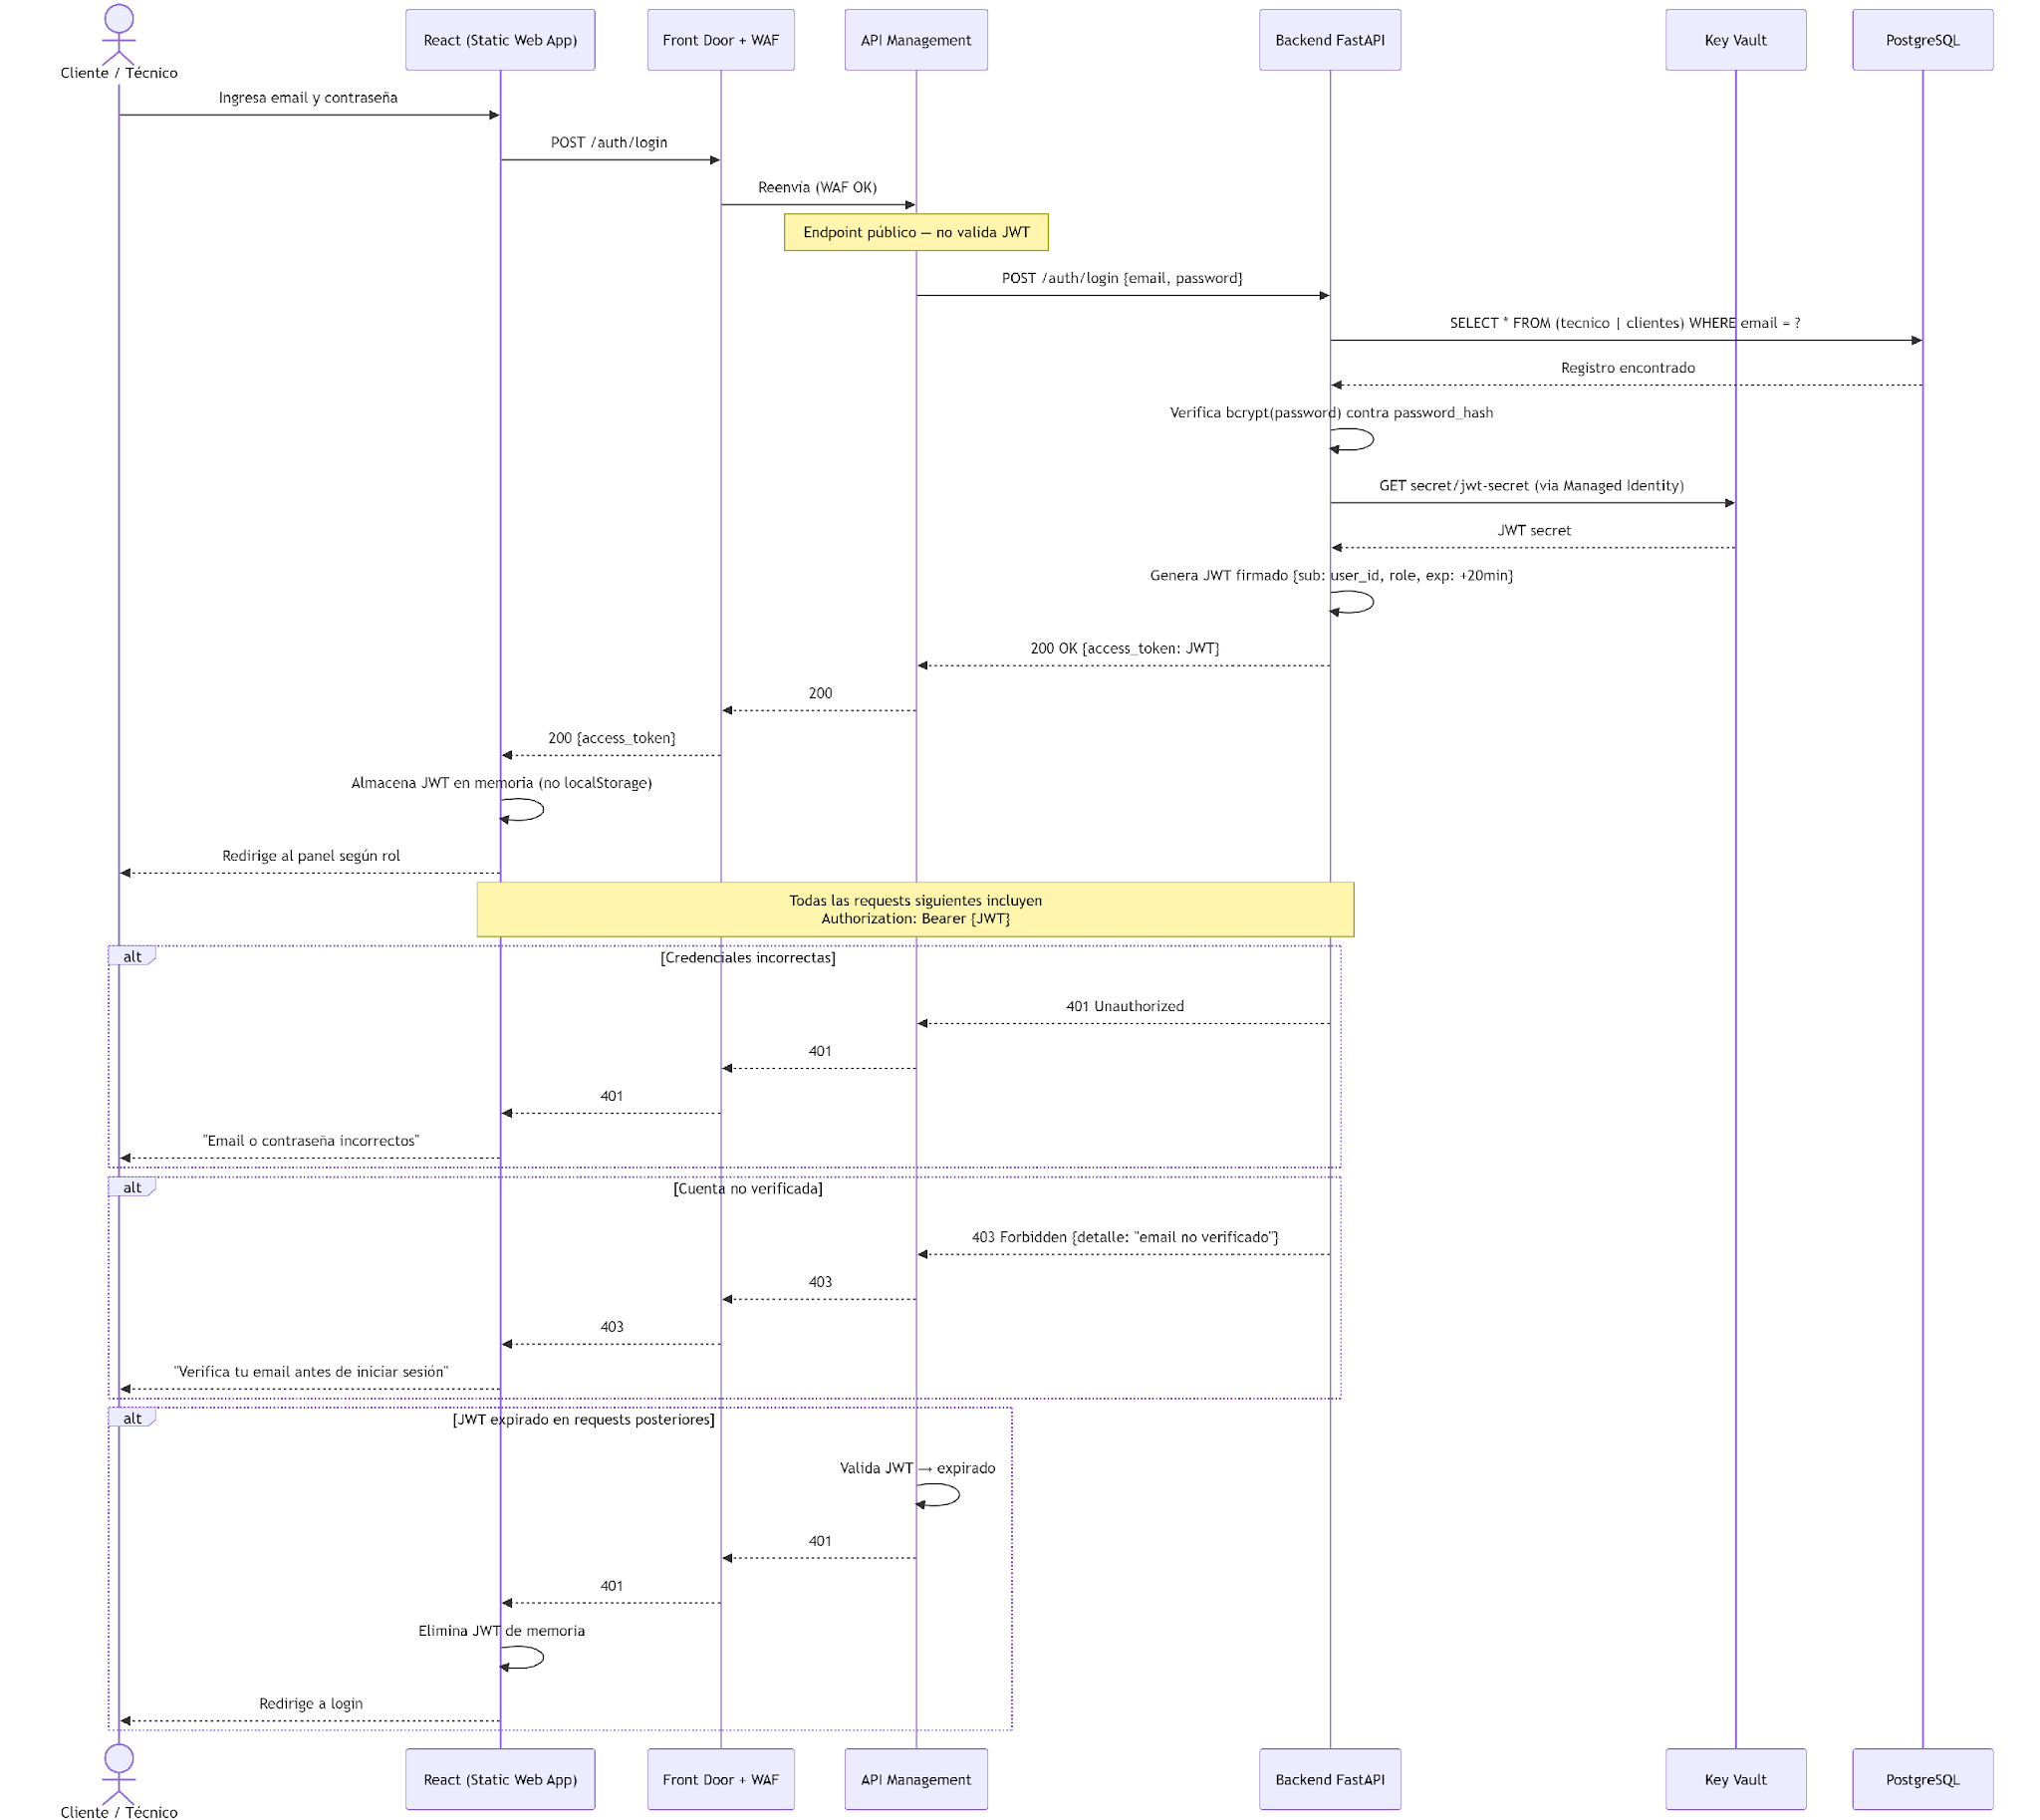 Cliente / Técnico
React (Static Web App)
Front Door + WAF
API Management
Backend FastAPI
Key Vault
PostgreSQL
Ingresa email y contraseña
POST /auth/login
Reenvía (WAF OK)
Endpoint público — no valida JWT
POST /auth/login {email, password}
SELECT * FROM (tecnico | clientes) WHERE email = ?
Registro encontrado
Verifica bcrypt(password) contra password_hash
GET secret/jwt-secret (via Managed Identity)
JWT secret
Genera JWT firmado {sub: user_id, role, exp: +20min}
200 OK {access_token: JWT}
200
200 {access_token}
Almacena JWT en memoria (no localStorage)
Redirige al panel según rol
Todas las requests siguientes incluyen
Authorization: Bearer {JWT}
alt
[Credenciales incorrectas]
401 Unauthorized
401
401
"Email o contraseña incorrectos"
alt
[Cuenta no verificada]
403 Forbidden {detalle: "email no verificado"}
403
403
"Verifica tu email antes de iniciar sesión"
alt
[JWT expirado en requests posteriores]
Valida JWT → expirado
401
401
Elimina JWT de memoria
Redirige a login
Cliente / Técnico
React (Static Web App)
Front Door + WAF
API Management
Backend FastAPI
Key Vault
PostgreSQL